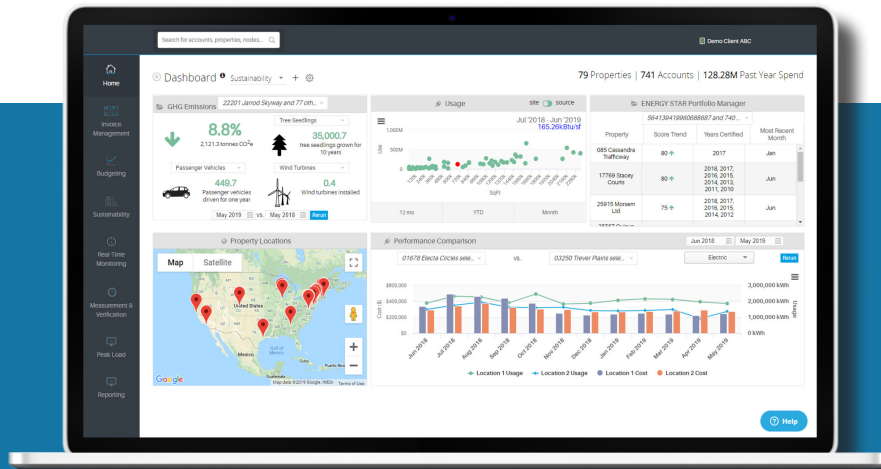 Search for accounts, properties, nodes...
Demo Client ABC
Home
Invoice
Management
Budgeting
Sustainability
Real-Time
Monitoring
Measurement &
Verification
Peak Load
Reporting
Dashboard
Sustainability
79 Properties | 741 Accounts | 128.28M Past Year Spend
GHG Emissions
22201 Jarrod Skyway and 77 oth..
8.8%
2,121.3 tonnes CO²e
Tree Seedlings
35,000.7
tree seedlings grown for
10 years
Passenger Vehicles
449.7
Passenger vehicles
driven for one year
Wind Turbines
0.4
Wind turbines installed
May 2019 vs. May 2018 Rerun
Usage
site source
Jul '2018 - Jun '2019
165.26kBtu/sf
1000M
500M
0
Use
SqFt
12 mo YTD Month
ENERGY STAR Portfolio Manager
and 740...
Property Score Trend Years Certified Most Recent
Month
085 Cassandra
Trafficway 80 2017 Jan
17769 Stacey
Courts 80 2018, 2017,
2016, 2015,
2014, 2013,
2011, 2010 Jun
25915 Morsem
Ltd 75 2018, 2017,
2016, 2015,
2014, 2012 Jun
Property Locations
Map Satellite
United States
Mexico
Gulf of
Mexico
Cuba
Guatemala
Google
Map data ©2019 Google, INEGI Terms of Use
Performance Comparison
Jun 2018 May 2019
01678 Electa Circles sele... vs. 03250 Trever Plains sele...
Electric Rerun
Cost ($)
$600,000
$400,000
$200,000
$0
3,000,000 kWh
2,000,000 kWh
1,000,000 kWh
0 kWh
Usage
Jun 2018 Jul 2018 Aug 2018 Sep 2018 Oct 2018 Nov 2018 Dec 2018 Jan 2019 Feb 2019 Mar 2019 Apr 2019 May 2019
Location 1 Usage Location 2 Usage Location 1 Cost Location 2 Cost
Help